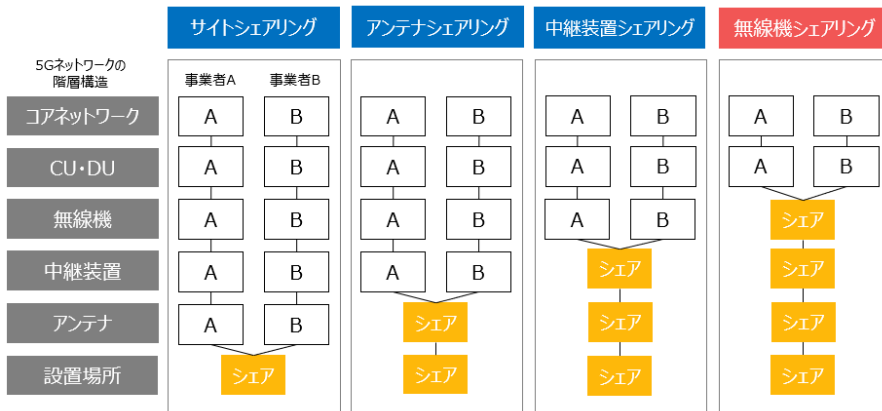 サイトシェアリング アンテナシェアリング 中継装置シェアリング 無線機シェアリング
5Gネットワークの
階層構造
事業者A 事業者B
コアネットワーク A B A B A B A B
CU・DU A B A B A B A B
無線機 A B A B A B シェア
中継装置 A B A B シェア シェア
アンテナ A B シェア シェア シェア
設置場所 シェア シェア シェア シェア